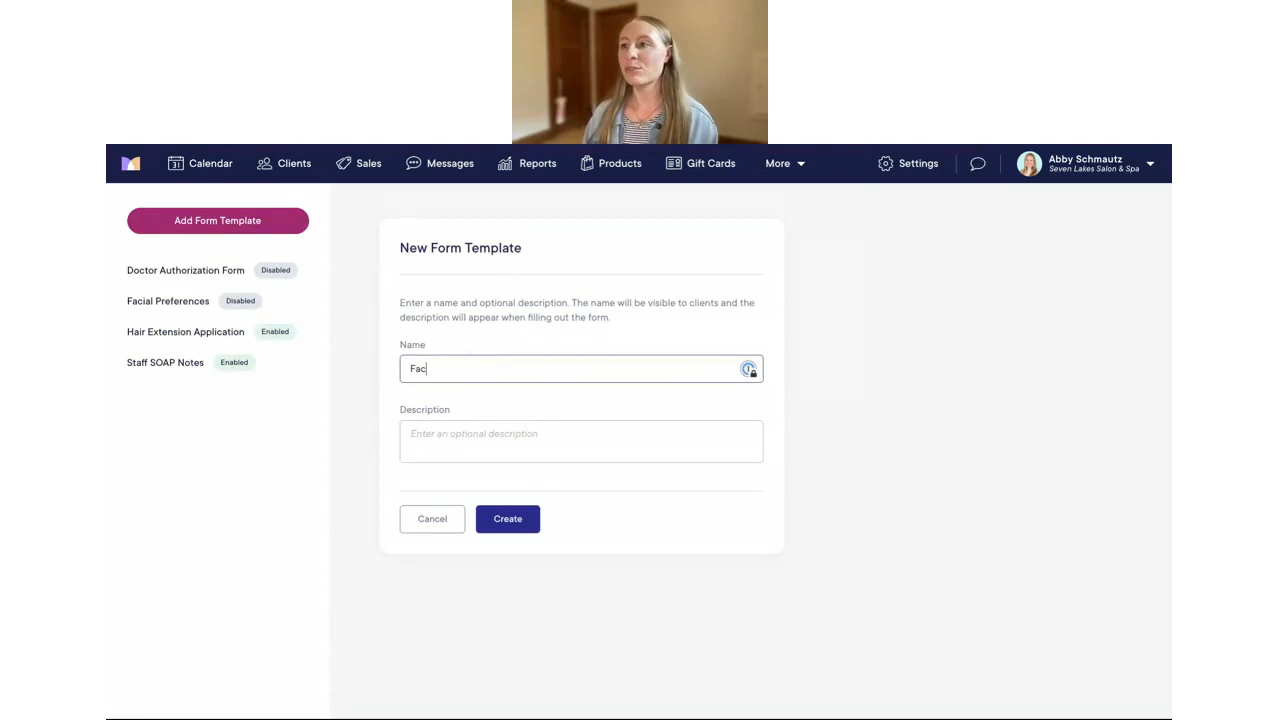 Calendar Clients Sales Messages Reports Products Gift Cards More Settings Abby Schmautz
Seven Lakes Salon & Spa
Add Form Template
Doctor Authorization Form Disabled
Facial Preferences Disabled
Hair Extension Application Enabled
Staff SOAP Notes Enabled
New Form Template
Enter a name and optional description. The name will be visible to clients and the
description will appear when filling out the form.
Name
Fac
Description
Enter an optional description
Cancel Create